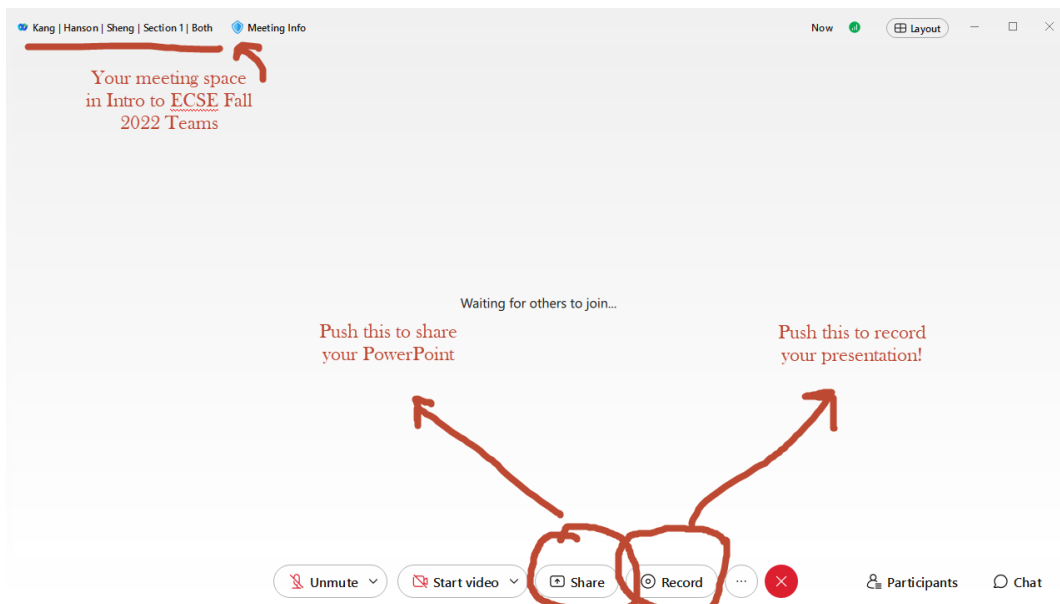 Kang | Hanson | Sheng | Section 1 | Both
Meeting Info
Now
Layout
Your meeting space
in Intro to ECSE Fall
2022 Teams
Waiting for others to join...
Push this to share
your PowerPoint
Push this to record
your presentation!
Unmute
Start video
Share
Record
Participants
Chat